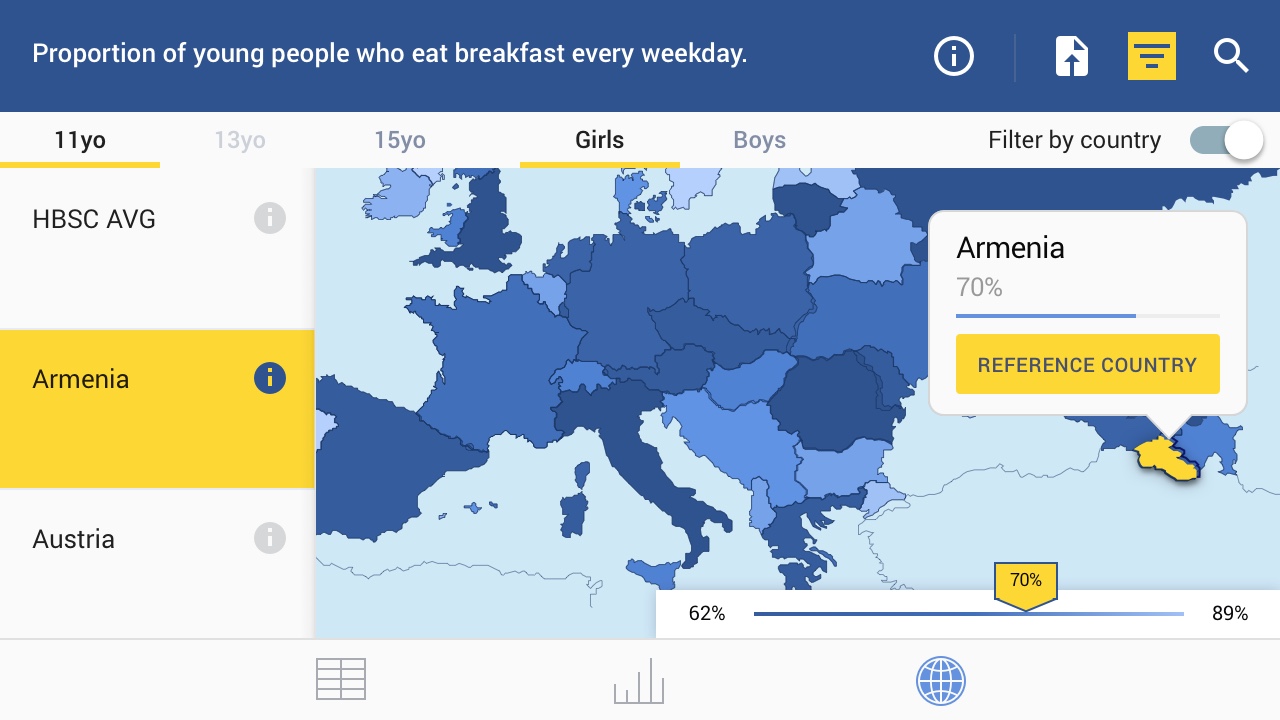 Proportion of young people who eat breakfast every weekday.
11yo 13yo 15yo Girls Boys Filter by country
HBSC AVG
Armenia
Austria
Armenia
70%
REFERENCE COUNTRY
70%
62% 89%